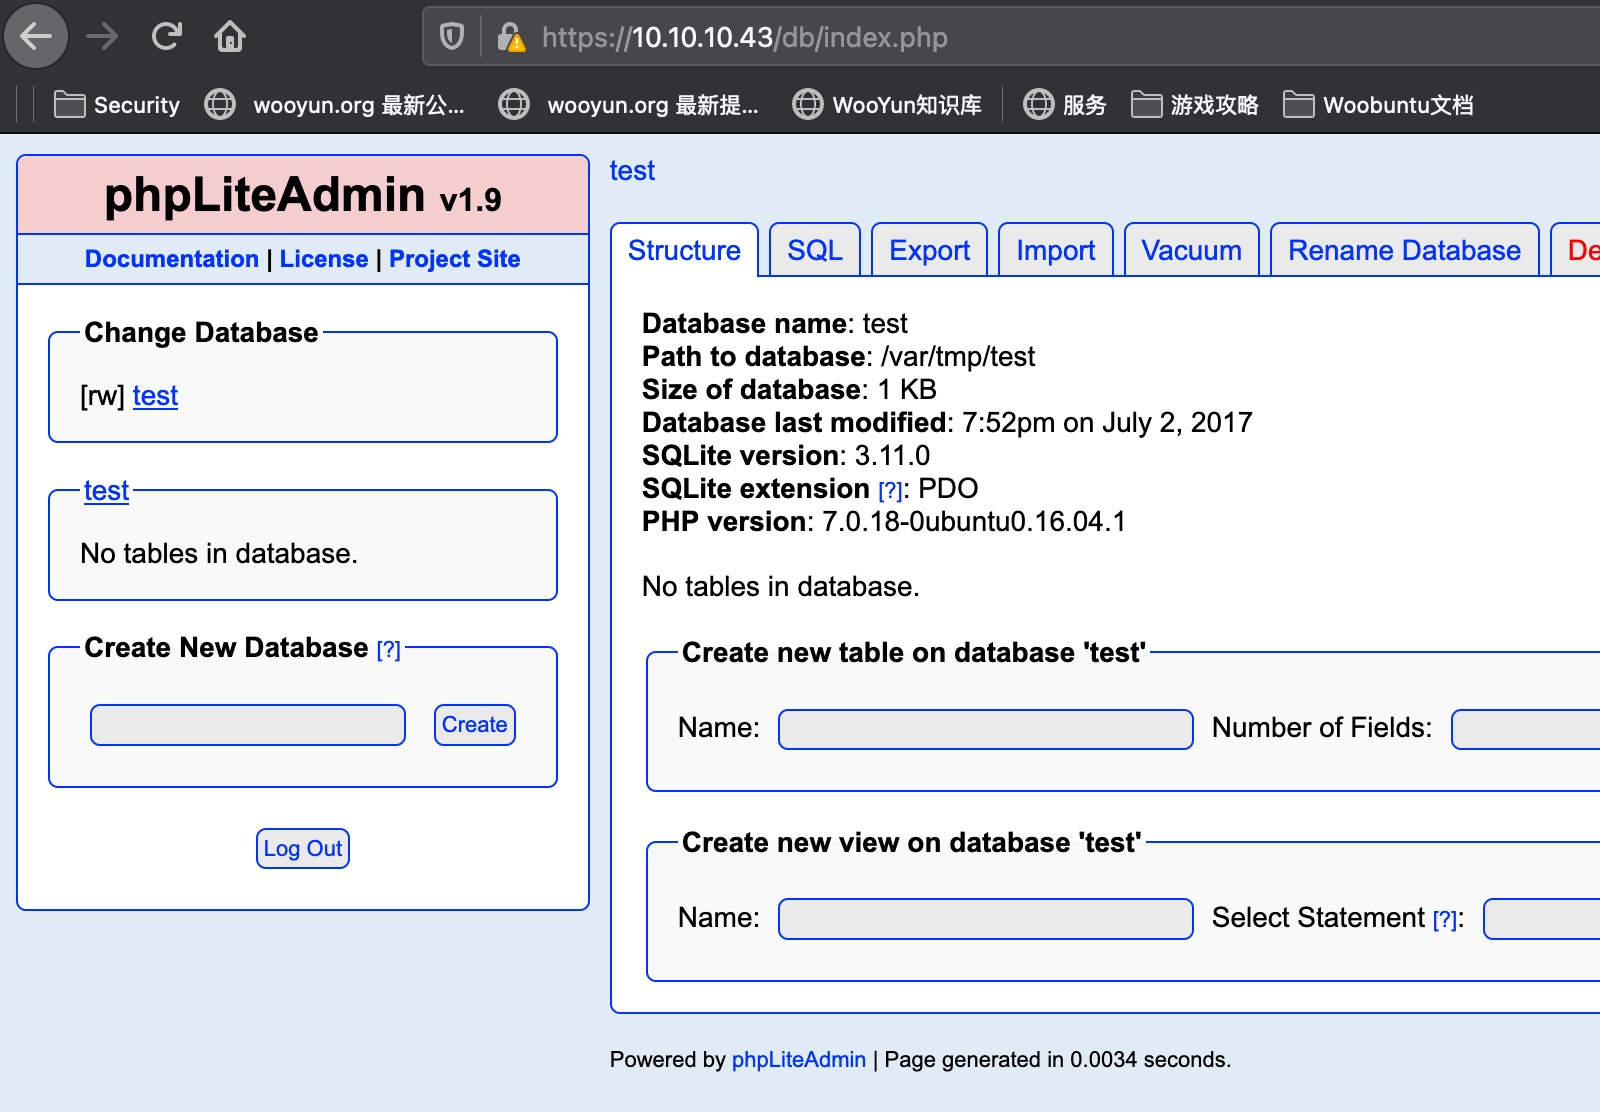 https://10.10.10.43/db/index.php
Security wooyun.org 最新公... wooyun.org 最新提... WooYun知识库 服务 游戏攻略 Woobuntu文档
phpLiteAdmin v1.9
Documentation | License | Project Site
Change Database
[rw] test
test
No tables in database.
Create New Database [?]
Create
Log Out
test
Structure SQL Export Import Vacuum Rename Database De
Database name: test
Path to database: /var/tmp/test
Size of database: 1 KB
Database last modified: 7:52pm on July 2, 2017
SQLite version: 3.11.0
SQLite extension [?]: PDO
PHP version: 7.0.18-0ubuntu0.16.04.1
No tables in database.
Create new table on database 'test'
Name: Number of Fields:
Create new view on database 'test'
Name: Select Statement [?]:
Powered by phpLiteAdmin | Page generated in 0.0034 seconds.